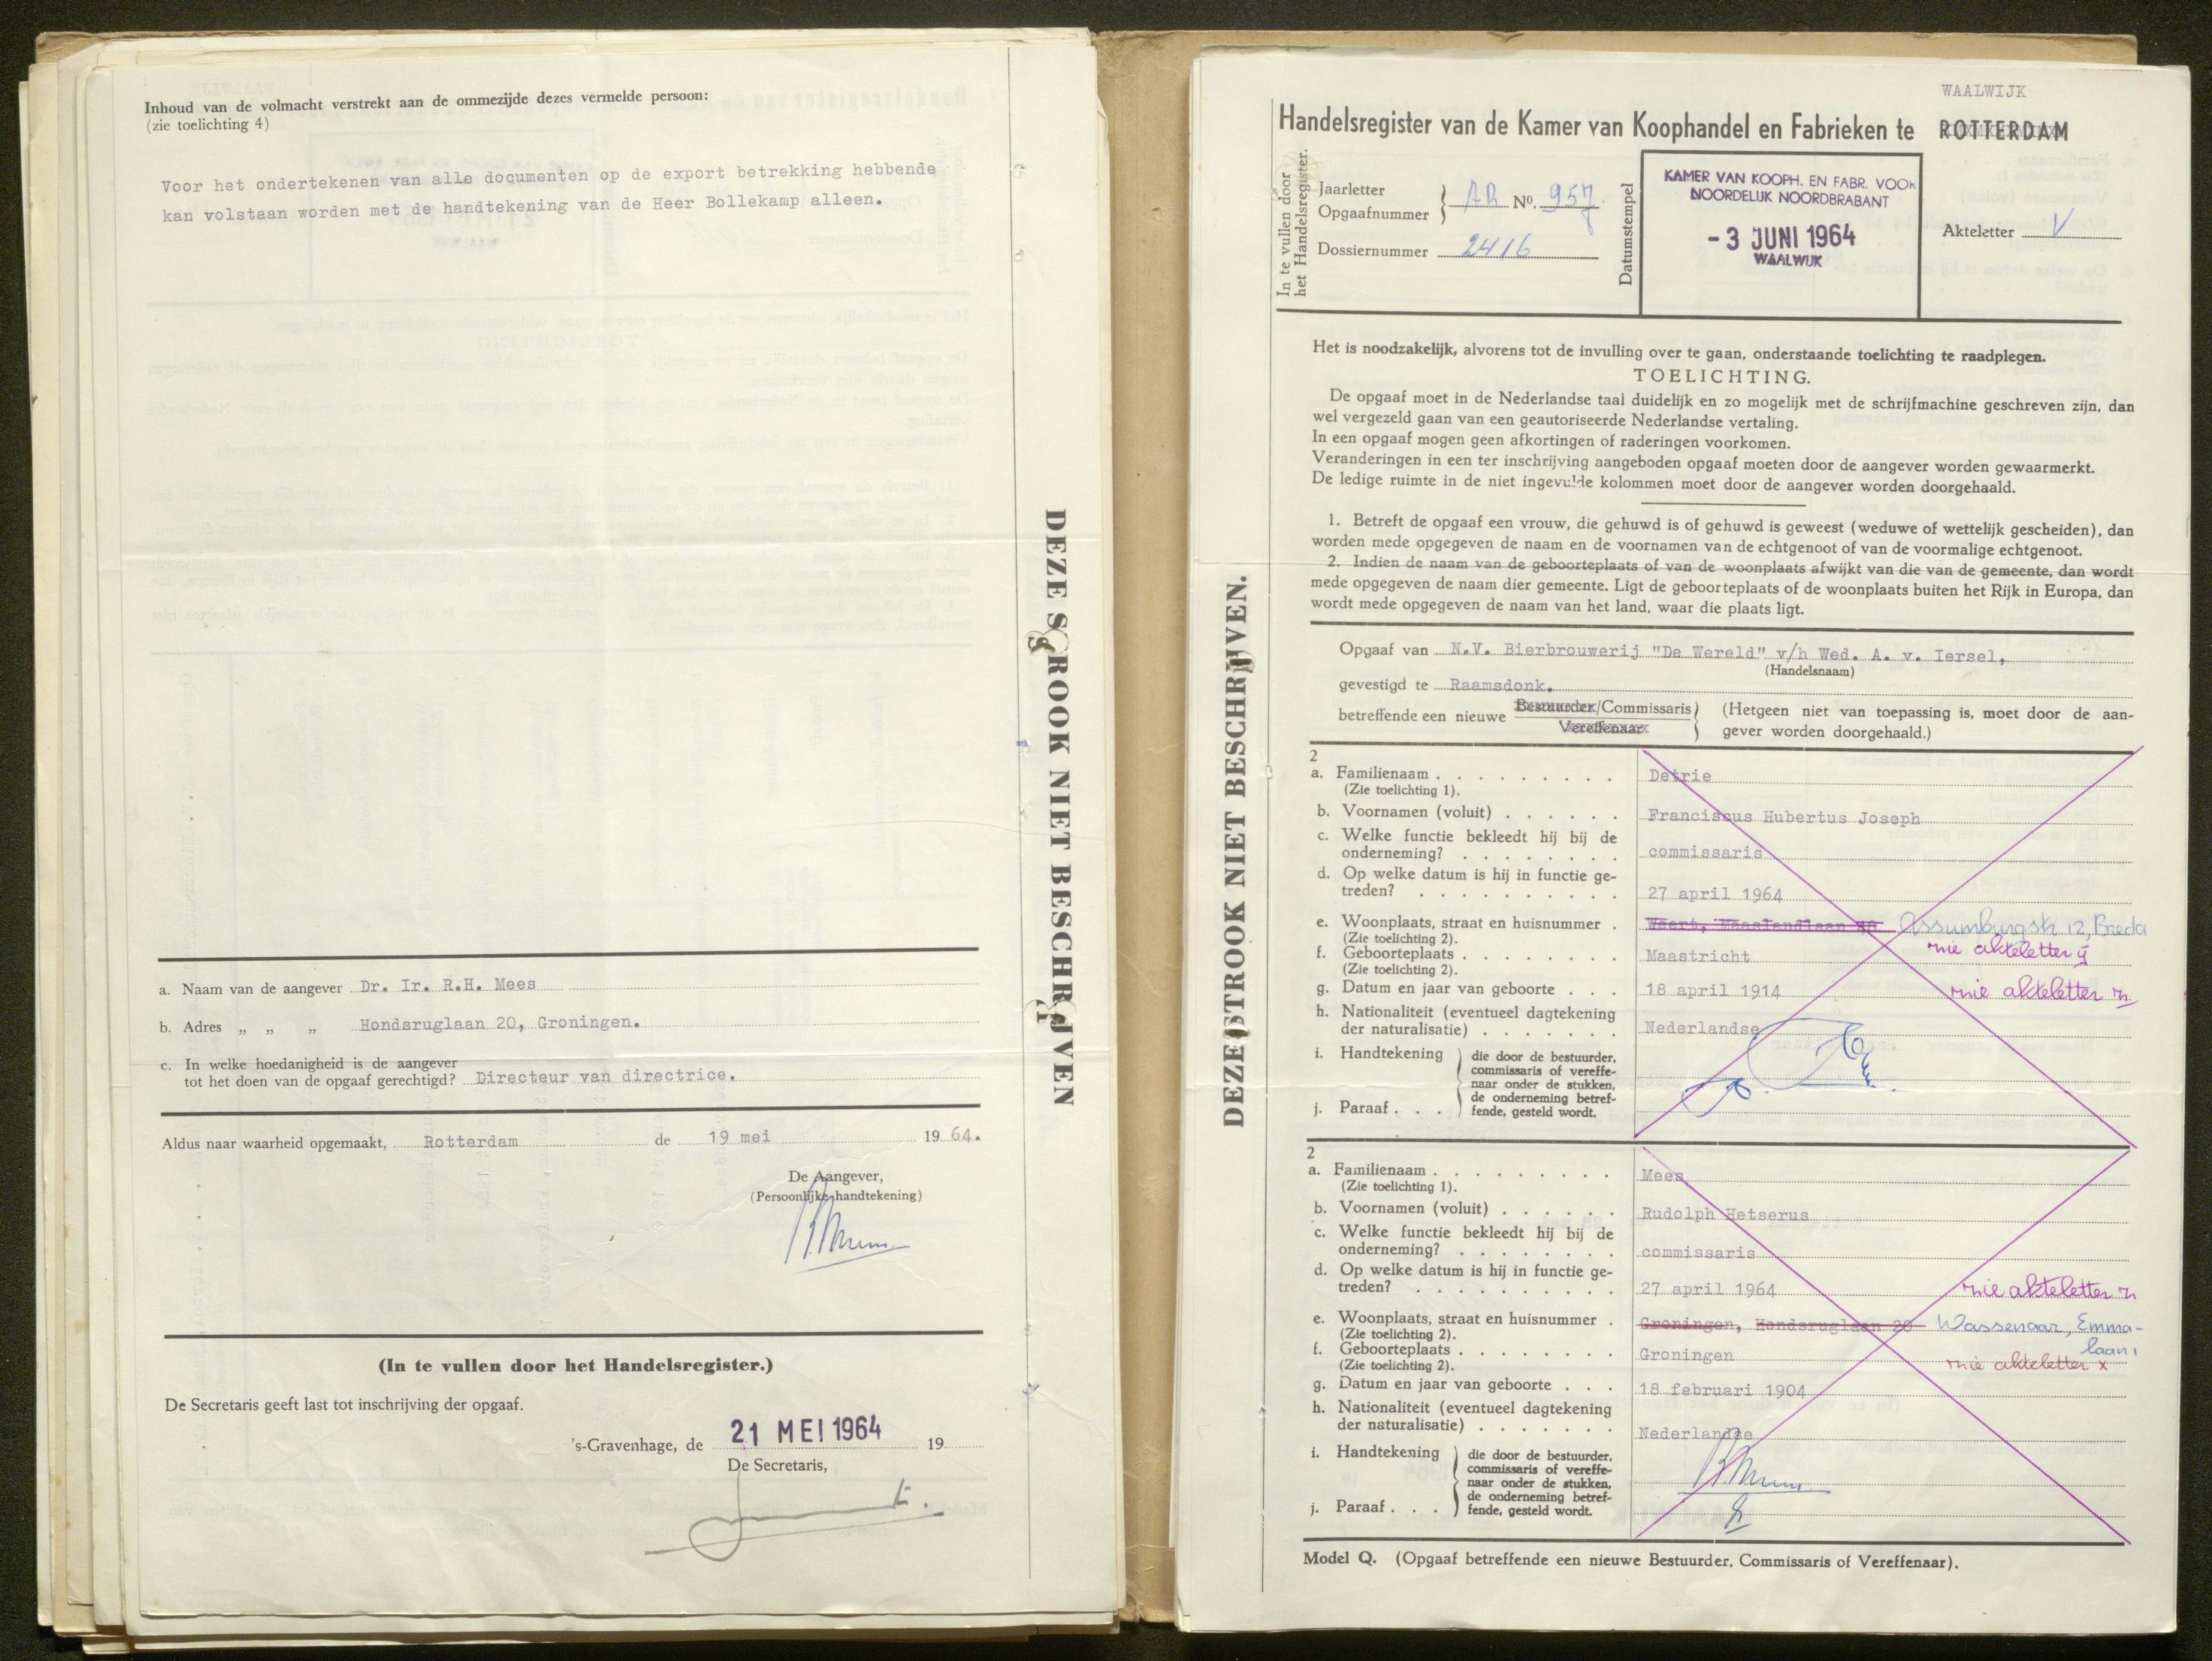 Inhoud van de volmacht verstrekt aan de ommezijde dezes vermelde persoon:
(zie toelichting 4)
Voor het ondertekenen van alle documenten op de export betrekking hebbende
kan volstaan worden met de handtekening van de Heer Bollekamp alleen.
a. Naam van de aangever Dr. Ir. R.H. Mees
b. Adres „ „ „ Hondsruglaan 20, Groningen.
c. In welke hoedanigheid is de aangever
tot het doen van de opgaaf gerechtigd? Directeur van directrice.
Aldus naar waarheid opgemaakt, Rotterdam de 19 mei 19 64.
De Aangever,
(Persoonlijke handtekening)
(In te vullen door het Handelsregister.)
De Secretaris geeft last tot inschrijving der opgaaf.
's-Gravenhage, de 21 MEI 1964 19
De Secretaris,
DEZE STROOK NIET BESCHRIJVEN
WAALWIJK
Handelsregister van de Kamer van Koophandel en Fabrieken te ROTTERDAM
In te vullen door
het Handelsregister.
Jaarletter
Opgaafnummer
AR No. 957
Dossiernummer 2416
Datumstempel
KAMER VAN KOOPH. EN FABR. VOOR
NOORDELIJK NOORDBRABANT
- 3 JUNI 1964
WAALWIJK
Akteletter V
Het is noodzakelijk, alvorens tot de invulling over te gaan, onderstaande toelichting te raadplegen.
TOELICHTING.
De opgaaf moet in de Nederlandse taal duidelijk en zo mogelijk met de schrijfmachine geschreven zijn, dan
wel vergezeld gaan van een geautoriseerde Nederlandse vertaling.
In een opgaaf mogen geen afkortingen of raderingen voorkomen.
Veranderingen in een ter inschrijving aangeboden opgaaf moeten door de aangever worden gewaarmerkt.
De ledige ruimte in de niet ingevulde kolommen moet door de aangever worden doorgehaald.
1. Betreft de opgaaf een vrouw, die gehuwd is of gehuwd is geweest (weduwe of wettelijk gescheiden), dan
worden mede opgegeven de naam en de voornamen van de echtgenoot of van de voormalige echtgenoot.
2. Indien de naam van de geboorteplaats of van de woonplaats afwijkt van die van de gemeente, dan wordt
mede opgegeven de naam dier gemeente. Ligt de geboorteplaats of de woonplaats buiten het Rijk in Europa, dan
wordt mede opgegeven de naam van het land, waar die plaats ligt.
DEZE STROOK NIET BESCHRIJVEN.
Opgaaf van N.V. Bierbrouwerij "De Wereld" v/h Wed. A. v. Iersel,
(Handelsnaam)
gevestigd te Raamsdonk.
betreffende een nieuwe Bestuurder/Commissaris
Vereffenaar
(Hetgeen niet van toepassing is, moet door de aan-
gever worden doorgehaald.)
2
a. Familienaam . . . . . . . . . Detrie
(Zie toelichting 1).
b. Voornamen (voluit) . . . . . . Franciscus Hubertus Joseph
c. Welke functie bekleedt hij bij de
onderneming? . . . . . . . . commissaris
d. Op welke datum is hij in functie ge-
treden? . . . . . . . . . . 27 april 1964
e. Woonplaats, straat en huisnummer . Weert, Maaslandlaan 40 Assumburgstr 12, Breda
(Zie toelichting 2).
zie akteletter ij
f. Geboorteplaats . . . . . . . . Maastricht
(Zie toelichting 2).
g. Datum en jaar van geboorte . . . 18 april 1914 zie akteletter n
h. Nationaliteit (eventueel dagtekening
der naturalisatie) . . . . . . . Nederlandse
i. Handtekening
j. Paraaf . . .
die door de bestuurder,
commissaris of vereffe-
naar onder de stukken,
de onderneming betref-
fende, gesteld wordt.
2
a. Familienaam . . . . . . . . . Mees
(Zie toelichting 1).
b. Voornamen (voluit) . . . . . . Rudolph Hetserus
c. Welke functie bekleedt hij bij de
onderneming? . . . . . . . . commissaris
d. Op welke datum is hij in functie ge-
treden? . . . . . . . . . . 27 april 1964 zie akteletter n
e. Woonplaats, straat en huisnummer . Groningen, Hondsruglaan 20 Wassenaar, Emma-
laan 1
(Zie toelichting 2).
f. Geboorteplaats . . . . . . . . Groningen zie akteletter x
(Zie toelichting 2).
g. Datum en jaar van geboorte . . . 18 februari 1904
h. Nationaliteit (eventueel dagtekening
der naturalisatie) . . . . . . . Nederlandse
i. Handtekening
j. Paraaf . . .
die door de bestuurder,
commissaris of vereffe-
naar onder de stukken,
de onderneming betref-
fende, gesteld wordt.
Model Q. (Opgaaf betreffende een nieuwe Bestuurder, Commissaris of Vereffenaar).